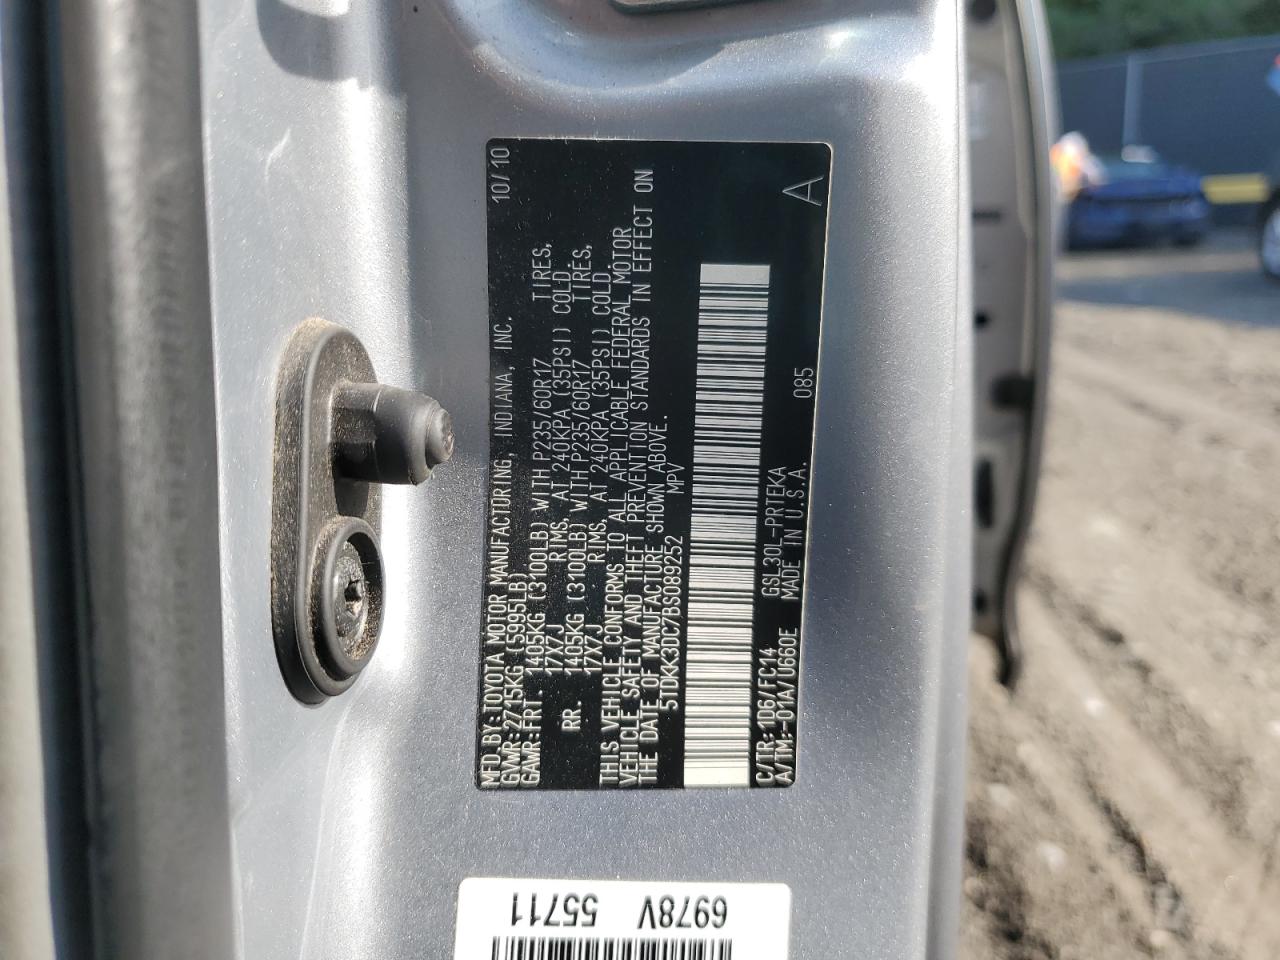 MFD.BY:TOYOTA MOTOR MANUFACTURING, INDIANA, INC. 10/10
GVWR:2715KG (5995LB)
GAWR:FRT. 1405KG (3100LB) WITH P235/60R17 TIRES,
17X7J RIMS, AT 240KPA (35PSI) COLD.
RR. 1405KG (3100LB) WITH P235/60R17 TIRES,
17X7J RIMS, AT 240KPA (35PSI) COLD.
THIS VEHICLE CONFORMS TO ALL APPLICABLE FEDERAL MOTOR
VEHICLE SAFETY AND THEFT PREVENTION STANDARDS IN EFFECT ON
THE DATE OF MANUFACTURE SHOWN ABOVE.
5TDKK3DC7BS089252 MPV
C/TR:1D6/FC14 GSL30L-PRTEKA
A/TM:-01A/U660E MADE IN U.S.A. 085 A
6978V
55711